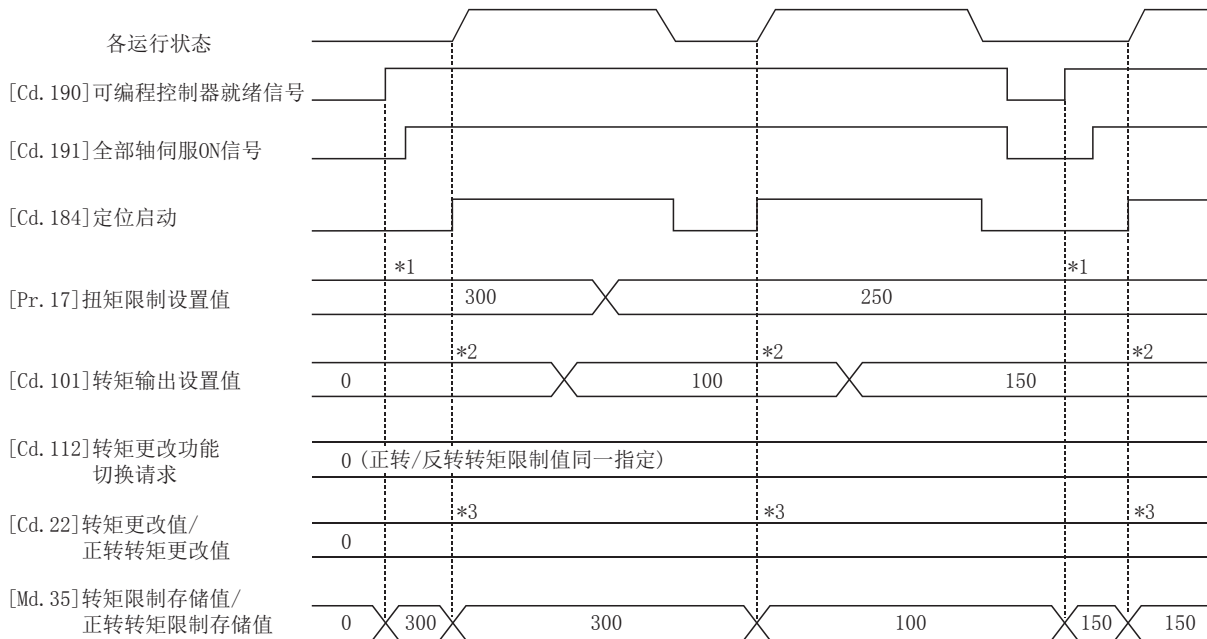 各运行状态
[Cd.190]可编程控制器就绪信号
[Cd.191]全部轴伺服ON信号
[Cd.184]定位启动
*1 *1
[Pr.17]扭矩限制设置值 300 250
*2 *2 *2
[Cd.101]转矩输出设置值 0 100 150
[Cd.112]转矩更改功能
切换请求
0(正转/反转转矩限制值同一指定)
*3 *3 *3
[Cd.22]转矩更改值/
正转转矩更改值
0
[Md.35]转矩限制存储值/
正转转矩限制存储值 0 300 300 100 150 150